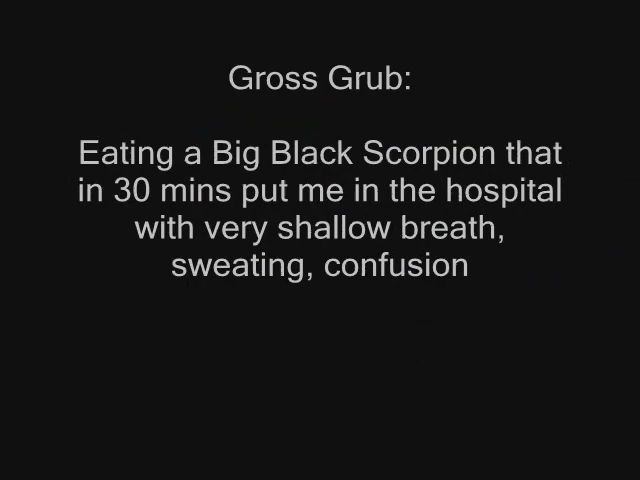 Gross Grub:
Eating a Big Black Scorpion that
in 30 mins put me in the hospital
with very shallow breath,
sweating, confusion